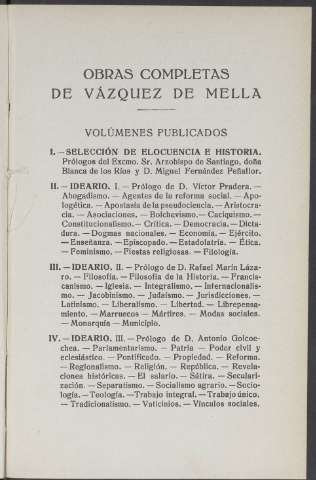 OBRAS COMPLETAS
DE VÁZQUEZ DE MELLA
VOLÚMENES PUBLICADOS
I. — SELECCIÓN DE ELOCUENCIA E HISTORIA.
Prólogos del Excmo. Sr. Arzobispo de Santiago, doña
Blanca de los Ríos y D. Miguel Fernández Peñaflor.
II. — IDEARIO. I. — Prólogo de D. Víctor Pradera. —
Abogadismo. — Agentes de la reforma social. — Apo-
logética. — Apostasía de la pseudociencia. — Aristocra-
cia. — Asociaciones. — Bolchevismo. — Caciquismo. —
Constitucionalismo. — Crítica. — Democracia. — Dicta-
dura. — Dogmas nacionales. — Economía. — Ejército.
— Enseñanza. — Episcopado. — Estadolatría. — Ética.
— Feminismo. — Fiestas religiosas. — Filología.
III. — IDEARIO. II. — Prólogo de D. Rafael Marín Láza-
ro. — Filosofía. — Filosofía de la Historia. — Francis-
canismo. — Iglesia. — Integralismo. — Internacionalis-
mo. — Jacobinismo. — Judaísmo. — Jurisdicciones. —
Latinismo. — Liberalismo. — Libertad. — Librepensa-
miento. — Marruecos. — Mártires. — Modas sociales.
— Monarquía — Municipio.
IV. — IDEARIO. III. — Prólogo de D. Antonio Goicoe-
chea. — Parlamentarismo. — Patria — Poder civil y
eclesiástico. — Pontificado. — Propiedad. — Reforma.
— Regionalismo. — Religión. — República. — Revela-
ciones históricas. — El salario. — Sátira. — Seculari-
zación. — Separatismo. — Socialismo agrario. — Socio-
logía. — Teología. — Trabajo integral. — Trabajo único.
— Tradicionalismo. — Vaticinios. — Vínculos sociales.